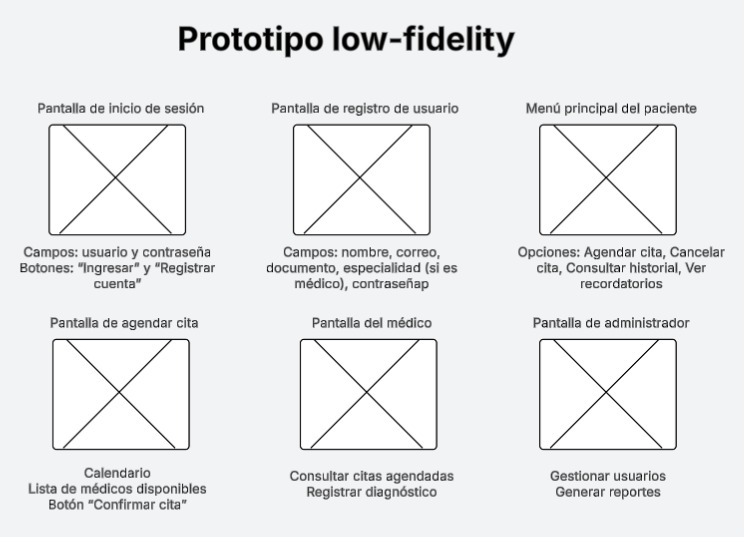 Prototipo low-fidelity
Pantalla de inicio de sesión
Campos: usuario y contraseña
Botones: "Ingresar" y "Registrar
cuenta"
Pantalla de registro de usuario
Campos: nombre, correo,
documento, especialidad (si es
médico), contraseñap
Menú principal del paciente
Opciones: Agendar cita, Cancelar
cita, Consultar historial, Ver
recordatorios
Pantalla de agendar cita
Calendario
Lista de médicos disponibles
Botón "Confirmar cita"
Pantalla del médico
Consultar citas agendadas
Registrar diagnóstico
Pantalla de administrador
Gestionar usuarios
Generar reportes